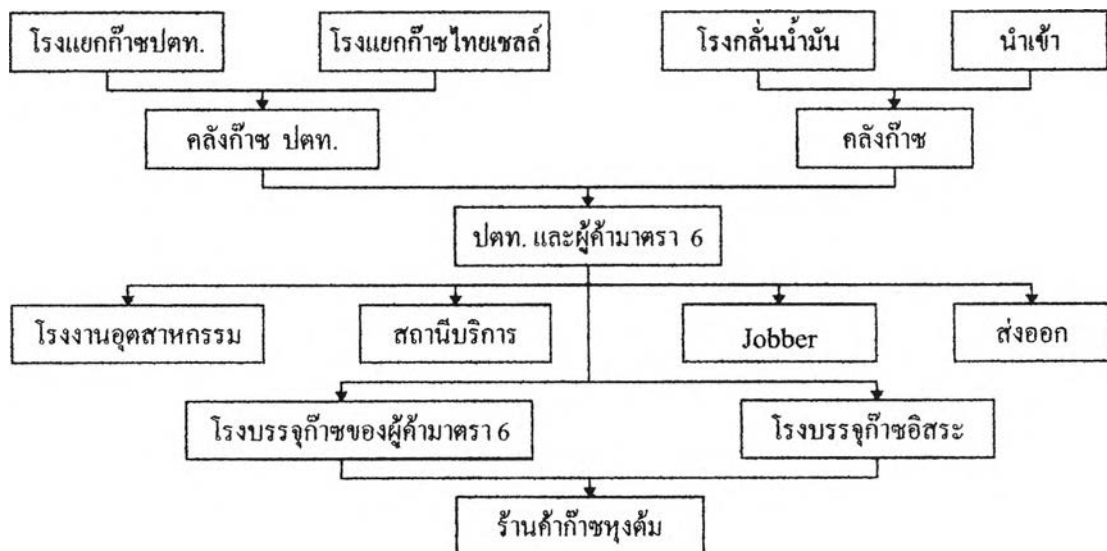 โรงแยกก๊าซปตท.
โรงแยกก๊าซไทยเชลล์
โรงกลั่นน้ำมัน
นำเข้า
คลังก๊าซ ปตท.
คลังก๊าซ
ปตท. และผู้ค้ามาตรา 6
โรงงานอุตสาหกรรม
สถานีบริการ
Jobber
ส่งออก
โรงบรรจุก๊าซของผู้ค้ามาตรา 6
โรงบรรจุก๊าซอิสระ
ร้านค้าก๊าซหุงต้ม